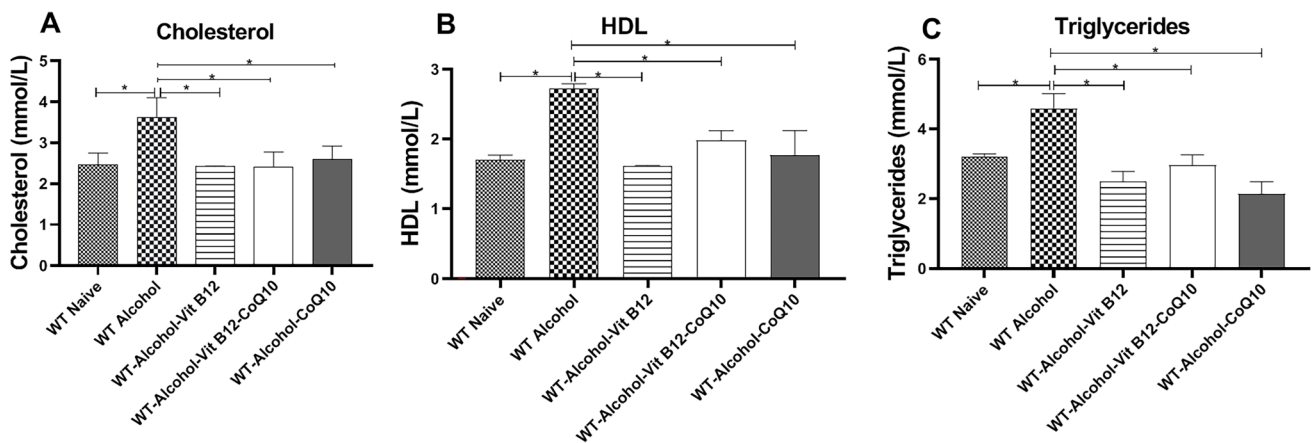 A
Cholesterol
Cholesterol (mmol/L)
5
4
3
2
1
0
*
*
*
*
WT Naive
WT Alcohol
WT-Alcohol-Vit B12
WT-Alcohol-Vit B12-CoQ10
WT-Alcohol-CoQ10
B
HDL
HDL (mmol/L)
3
2
1
0
*
*
*
*
WT Naive
WT Alcohol
WT-Alcohol-Vit B12
WT-Alcohol-Vit B12-CoQ10
WT-Alcohol-CoQ10
C
Triglycerides
Triglycerides (mmol/L)
6
4
2
0
*
*
*
*
WT Naive
WT Alcohol
WT-Alcohol-Vit B12
WT-Alcohol-Vit B12-CoQ10
WT-Alcohol-CoQ10